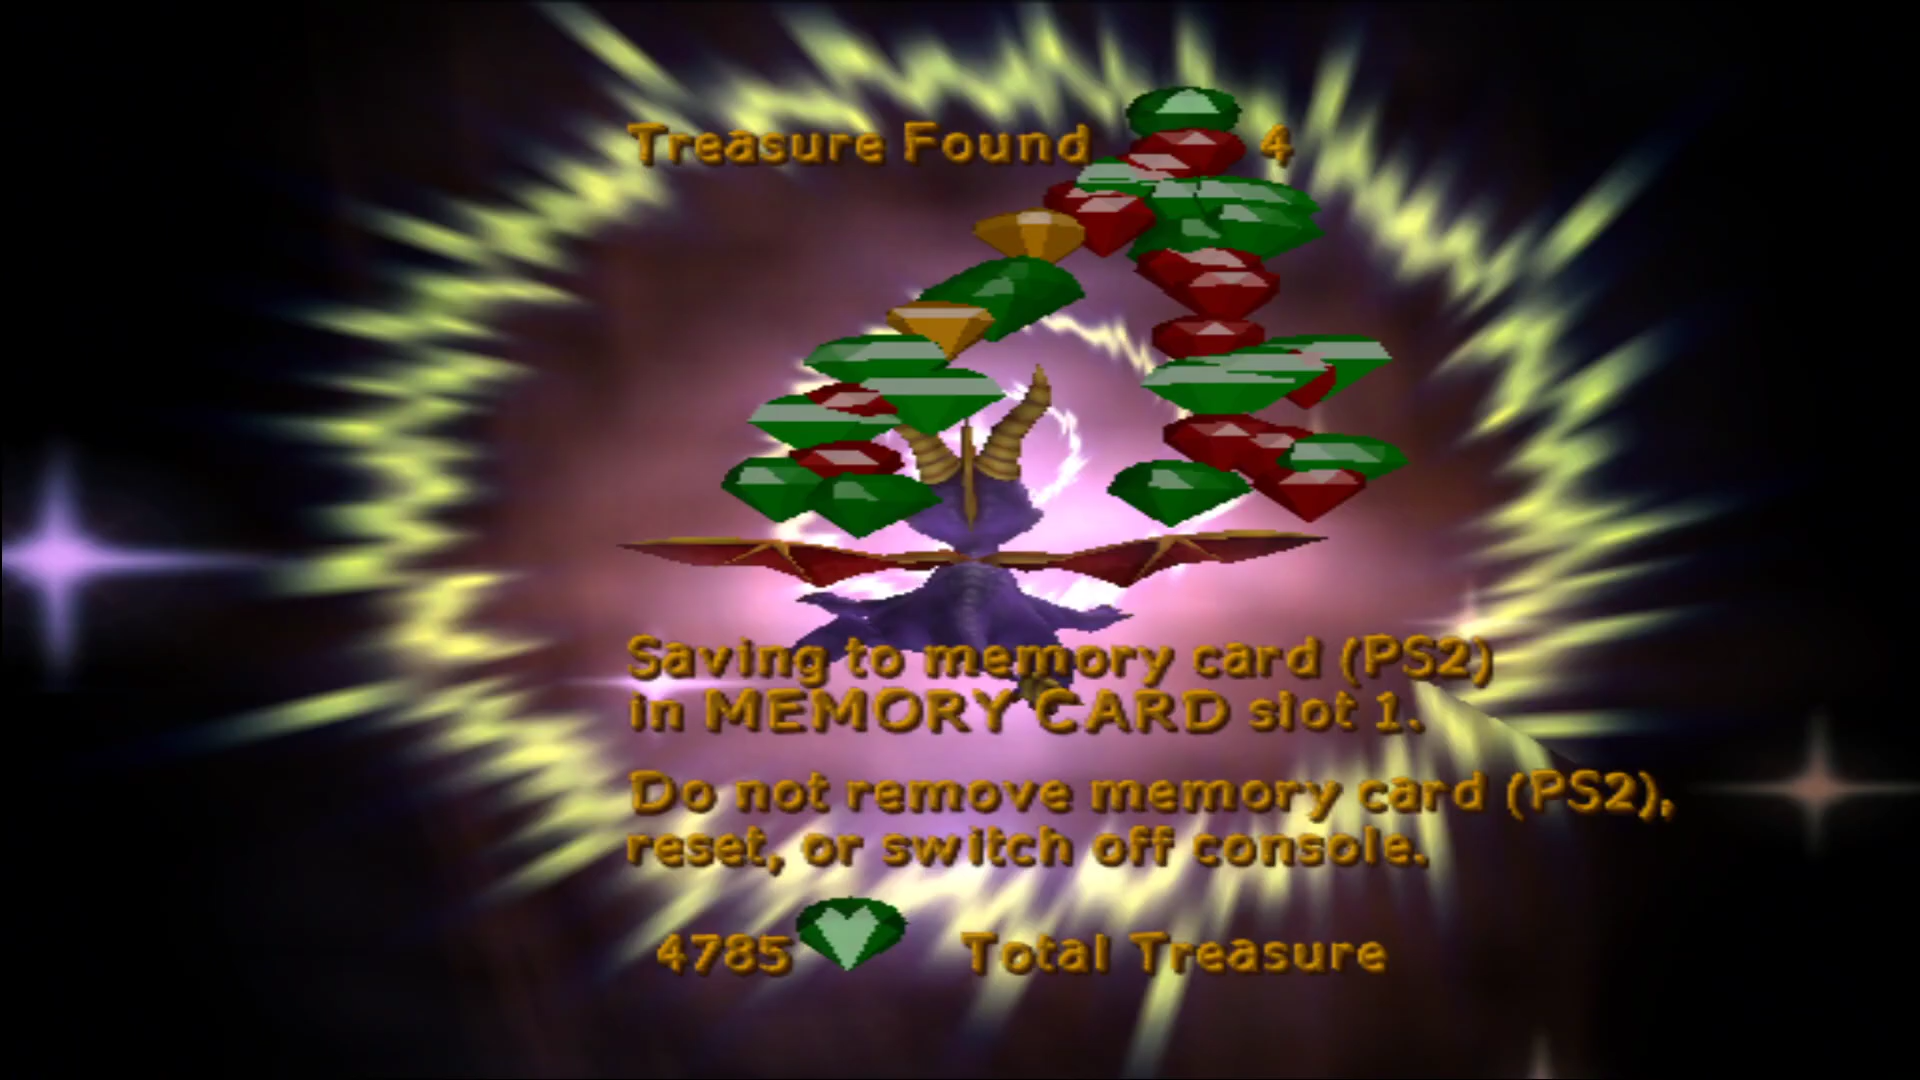 Treasure Found 4
Saving to memory card (PS2)
in MEMORY CARD slot 1.
Do not remove memory card (PS2),
reset, or switch off console.
4785 Total Treasure